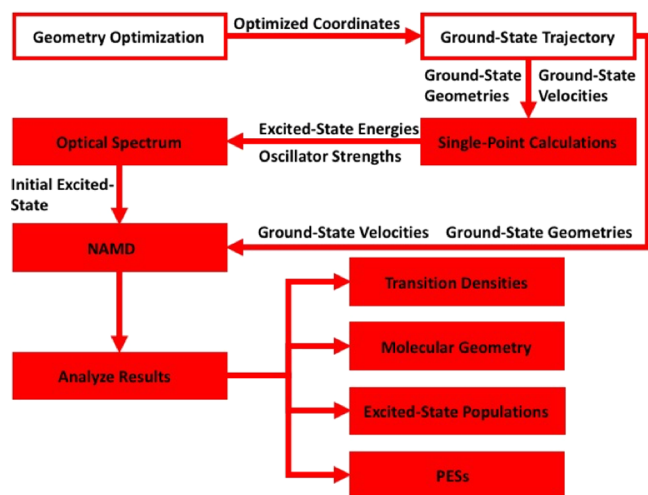 Geometry Optimization
Optimized Coordinates
Ground-State Trajectory
Ground-State
Geometries
Ground-State
Velocities
Optical Spectrum
Excited-State Energies
Oscillator Strengths
Single-Point Calculations
Initial Excited-
State
NAMD
Ground-State Velocities
Ground-State Geometries
Transition Densities
Molecular Geometry
Analyze Results
Excited-State Populations
PESs